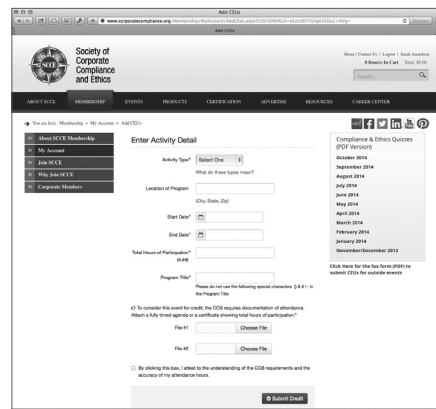 Add CEUs
www.corporatecompliance.org/Membership/MyAccount/AddCEUs.aspx
Add CEUs
SCCE
Society of
Corporate
Compliance
and Ethics
Home | Contact Us | Logout | Sarah Anondson
0 Item(s) In Cart Total: $0.00
Search...
ABOUT SCCE MEMBERSHIP EVENTS PRODUCTS CERTIFICATION ADVERTISE RESOURCES CAREER CENTER
You are here : Membership > My Account > Add CEUs
» About SCCE Membership
» My Account
» Join SCCE
» Why Join SCCE
» Corporate Members
Enter Activity Detail
Activity Type* Select One
What do these types mean?
Location of Program
(City, State, Zip)
Start Date*
End Date*
Total Hours of Participation*
(#.##)
Program Title*
Please do not use the following special characters
the Program Title
To consider this event for credit, the CCB requires documentation of attendance.
Attach a fully timed agenda or a certificate showing total hours of participation.*
File #1 Choose File
File #2 Choose File
By clicking this box, I attest to the understanding of the CCB requirements and the
accuracy of my attendance hours.
Submit Credit
Compliance & Ethics Quizzes
(PDF Version)
October 2014
September 2014
August 2014
July 2014
June 2014
May 2014
April 2014
March 2014
February 2014
January 2014
November/December 2013
Click Here for the fax form (PDF) to
submit CEUs for outside events